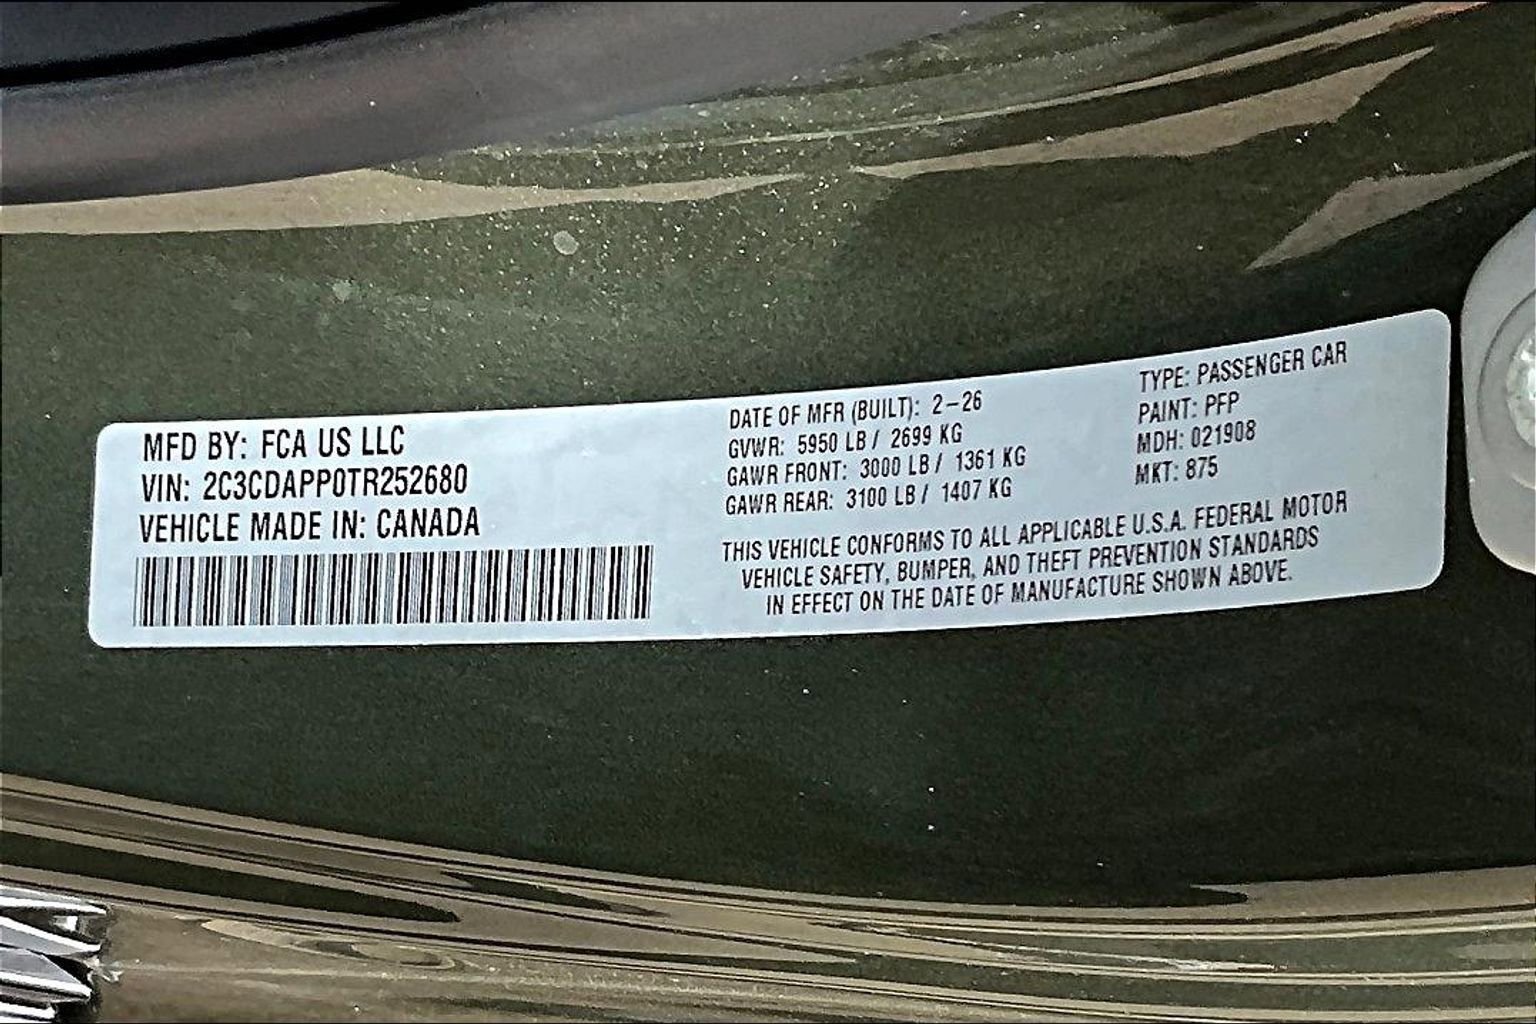 MFD BY: FCA US LLC
VIN: 2C3CDAPP0TR252680
VEHICLE MADE IN: CANADA
DATE OF MFR (BUILT): 2-26
GVWR: 5950 LB / 2699 KG
GAWR FRONT: 3000 LB / 1361 KG
GAWR REAR: 3100 LB / 1407 KG
TYPE: PASSENGER CAR
PAINT: PFP
MDH: 021908
MKT: 875
THIS VEHICLE CONFORMS TO ALL APPLICABLE U.S.A. FEDERAL MOTOR
VEHICLE SAFETY, BUMPER, AND THEFT PREVENTION STANDARDS
IN EFFECT ON THE DATE OF MANUFACTURE SHOWN ABOVE.